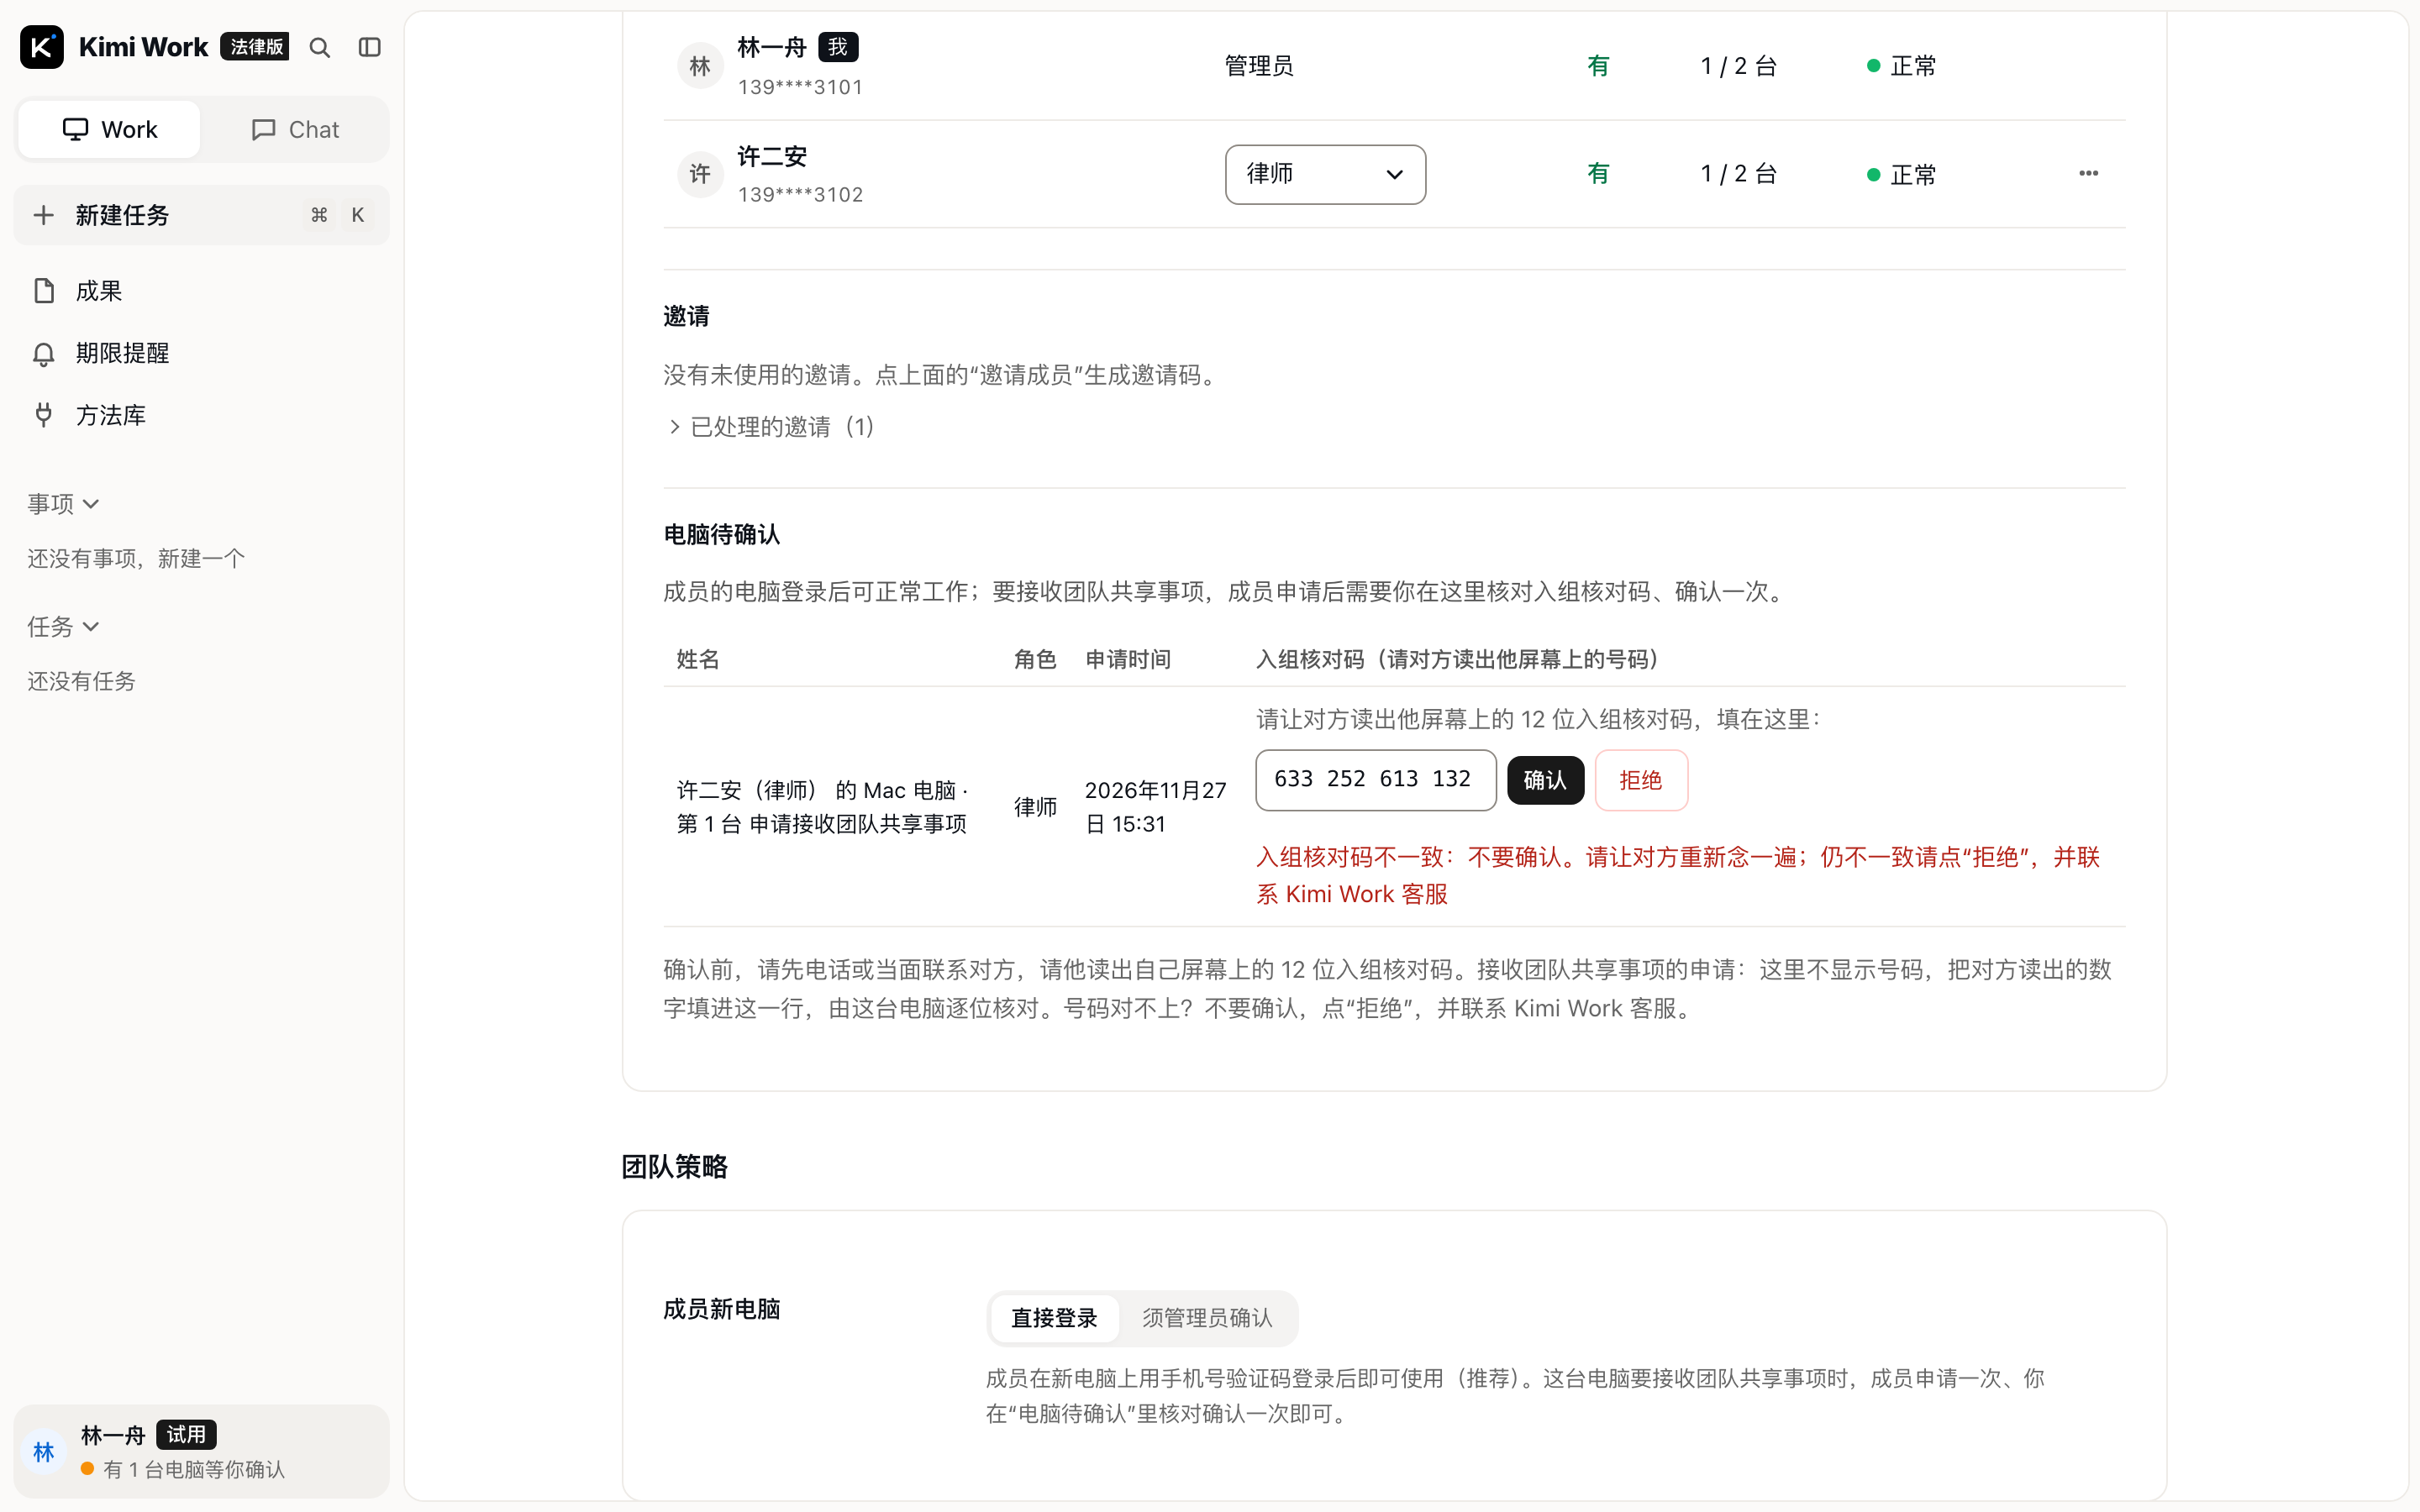 Kimi Work 法律版
Work
Chat
新建任务 ⌘ K
成果
期限提醒
方法库
事项
还没有事项，新建一个
任务
还没有任务
林 林一舟 试用
有 1 台电脑等你确认
林 林一舟 我 管理员 有 1 / 2 台 正常
139****3101
许 许二安 律师 有 1 / 2 台 正常 •••
139****3102
邀请
没有未使用的邀请。点上面的“邀请成员”生成邀请码。
已处理的邀请（1）
电脑待确认
成员的电脑登录后可正常工作；要接收团队共享事项，成员申请后需要你在这里核对入组核对码、确认一次。
姓名 角色 申请时间 入组核对码（请对方读出他屏幕上的号码）
许二安（律师） 的 Mac 电脑 ·
第 1 台 申请接收团队共享事项
律师
2026年11月27
日 15:31
请让对方读出他屏幕上的 12 位入组核对码，填在这里：
633 252 613 132 确认 拒绝
入组核对码不一致：不要确认。请让对方重新念一遍；仍不一致请点“拒绝”，并联
系 Kimi Work 客服
确认前，请先电话或当面联系对方，请他读出自己屏幕上的 12 位入组核对码。接收团队共享事项的申请：这里不显示号码，把对方读出的数
字填进这一行，由这台电脑逐位核对。号码对不上？不要确认，点“拒绝”，并联系 Kimi Work 客服。
团队策略
成员新电脑 直接登录 须管理员确认
成员在新电脑上用手机号验证码登录后即可使用（推荐）。这台电脑要接收团队共享事项时，成员申请一次、你
在“电脑待确认”里核对确认一次即可。